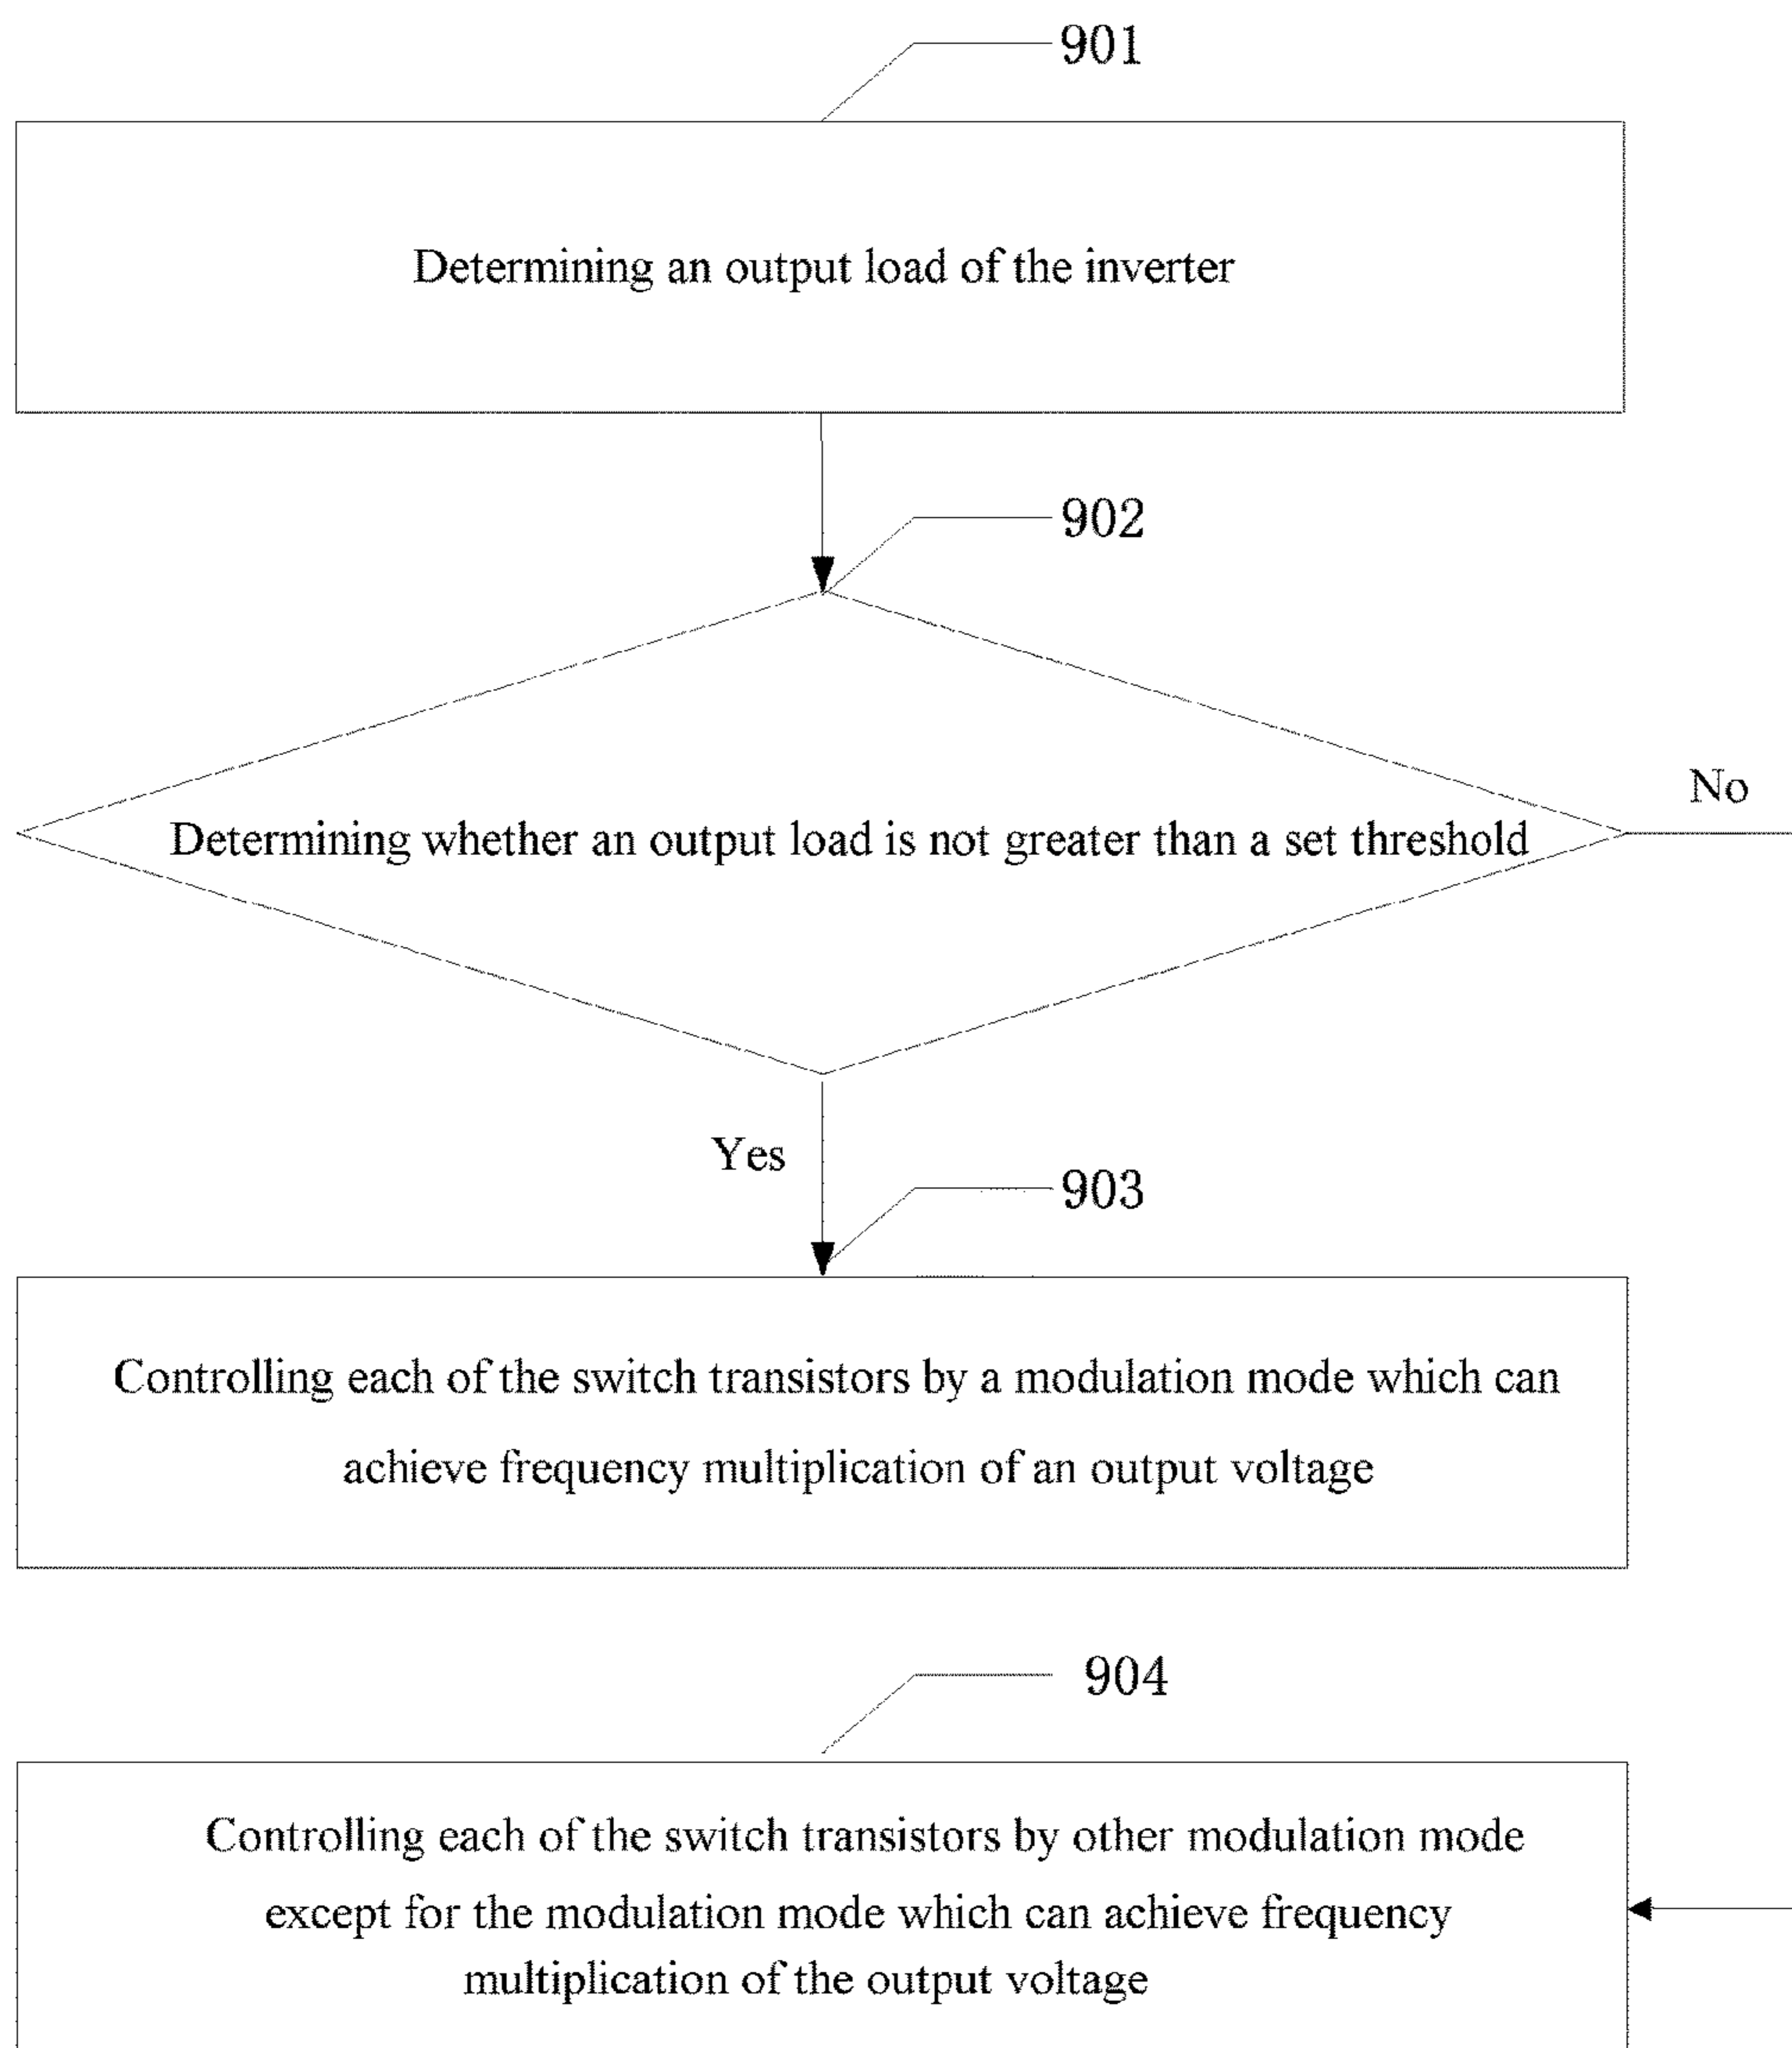 901
Determining an output load of the inverter
902
Determining whether an output load is not greater than a set threshold
No
Yes
903
Controlling each of the switch transistors by a modulation mode which can
achieve frequency multiplication of an output voltage
904
Controlling each of the switch transistors by other modulation mode
except for the modulation mode which can achieve frequency
multiplication of the output voltage